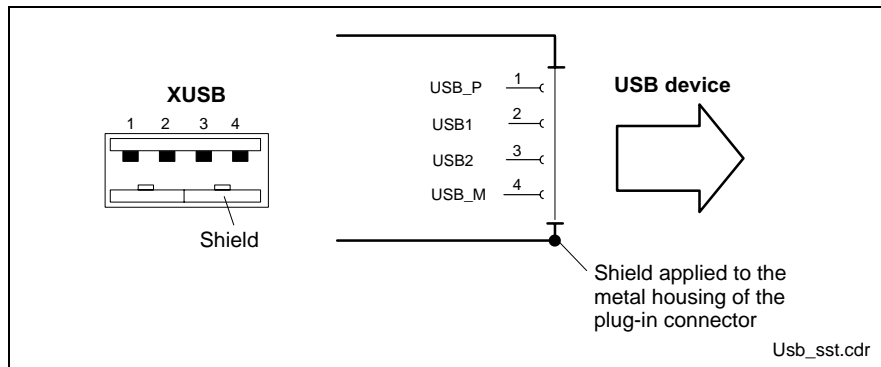 XUSB
1 2 3 4
Shield
USB_P 1
USB1 2
USB2 3
USB_M 4
USB device
Shield applied to the
metal housing of the
plug-in connector
Usb_sst.cdr